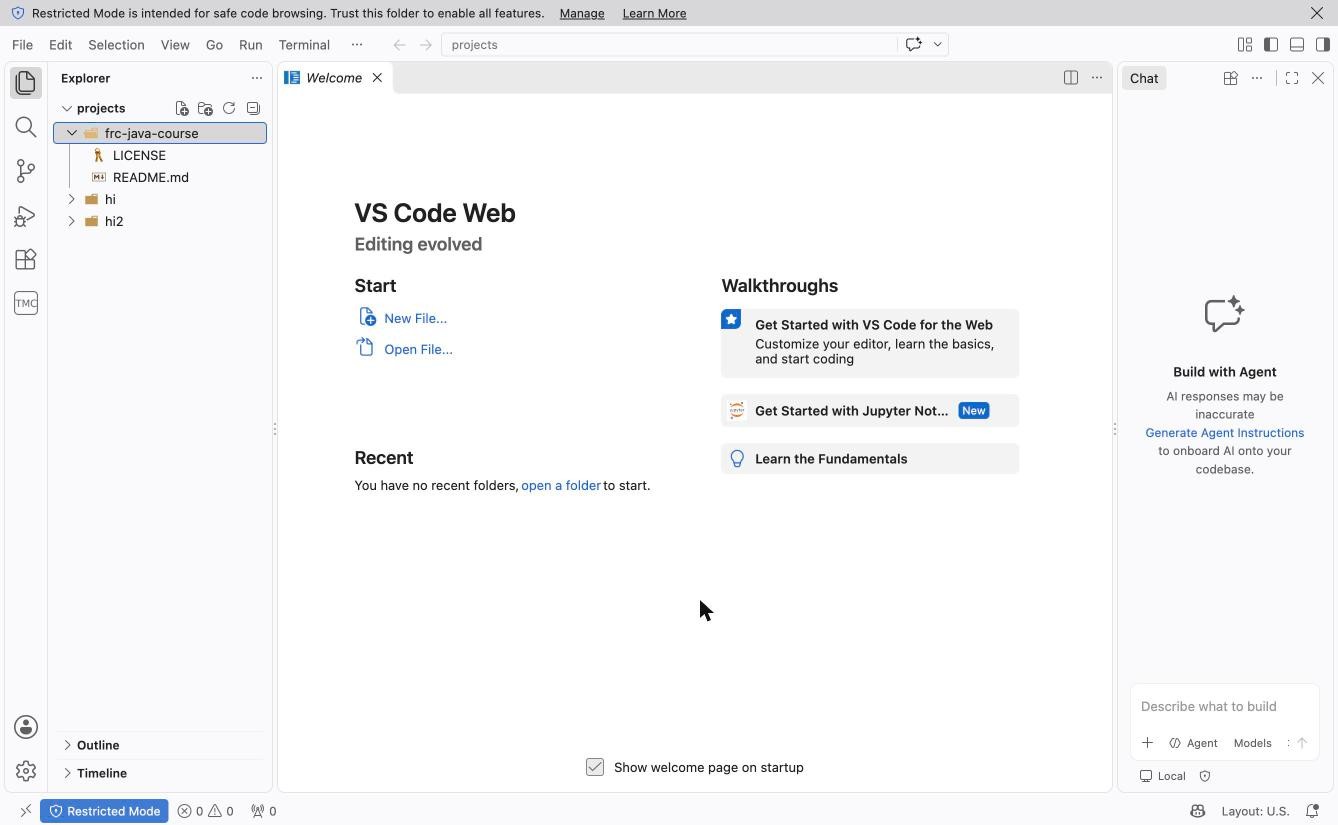 Restricted Mode is intended for safe code browsing. Trust this folder to enable all features. Manage Learn More
File Edit Selection View Go Run Terminal ··· projects
Explorer
projects
frc-java-course
LICENSE
README.md
hi
hi2
TMC
Outline
Timeline
Welcome
VS Code Web
Editing evolved
Start
New File...
Open File...
Recent
You have no recent folders, open a folder to start.
Walkthroughs
Get Started with VS Code for the Web
Customize your editor, learn the basics,
and start coding
Get Started with Jupyter Not... New
Learn the Fundamentals
Show welcome page on startup
Chat
Build with Agent
AI responses may be
inaccurate
Generate Agent Instructions
to onboard AI onto your
codebase.
Describe what to build
Agent Models
Local
Restricted Mode 0 0 0 Layout: U.S.